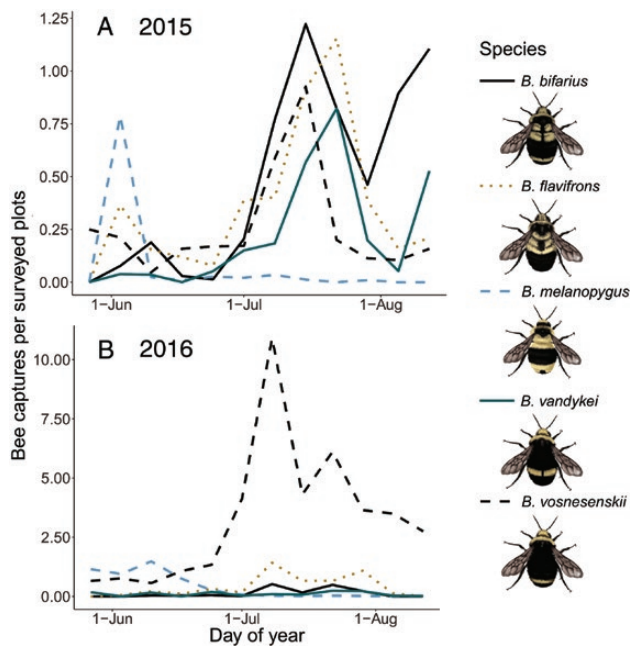 A 2015
1.25
1.00
0.75
0.50
0.25
0.00
1-Jun
1-Jul
1-Aug
B 2016
10.00
7.50
5.00
2.50
0.00
1-Jun
1-Jul
1-Aug
Day of year
Bee captures per surveyed plots
Species
B. bifarius
B. flavifrons
B. melanopygus
B. vandykei
B. vosnesenskii